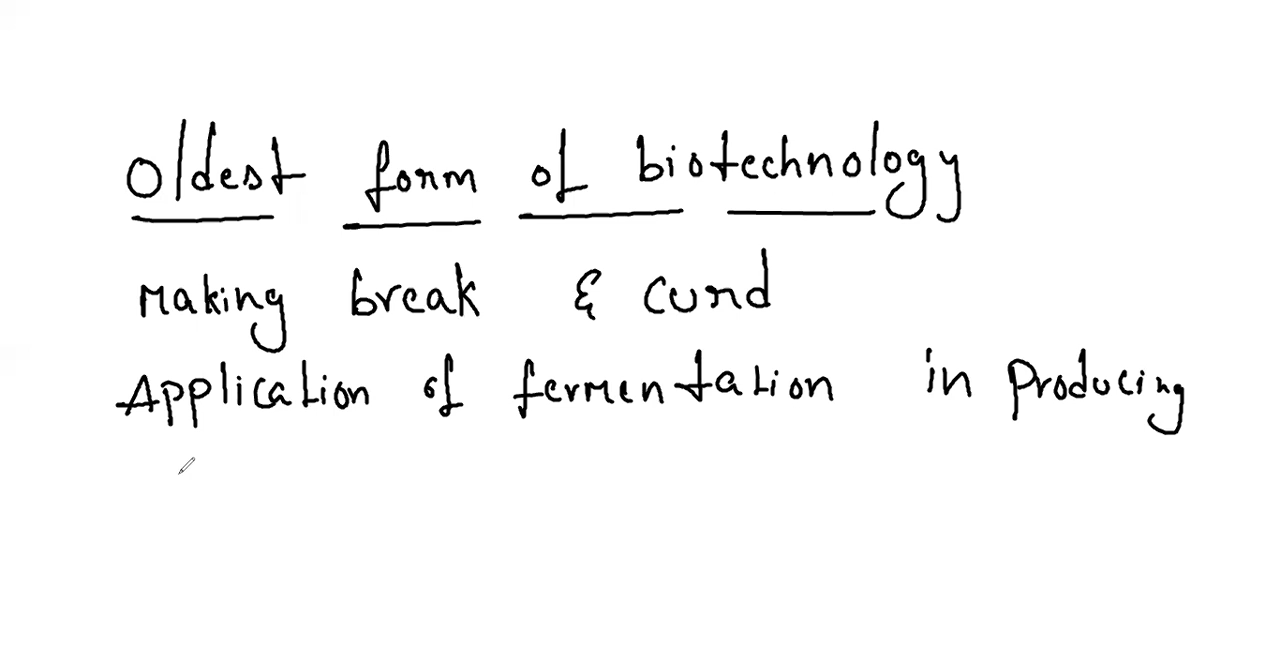 Oldest form of biotechnology
Making break & curd
Application of fermentation in producing